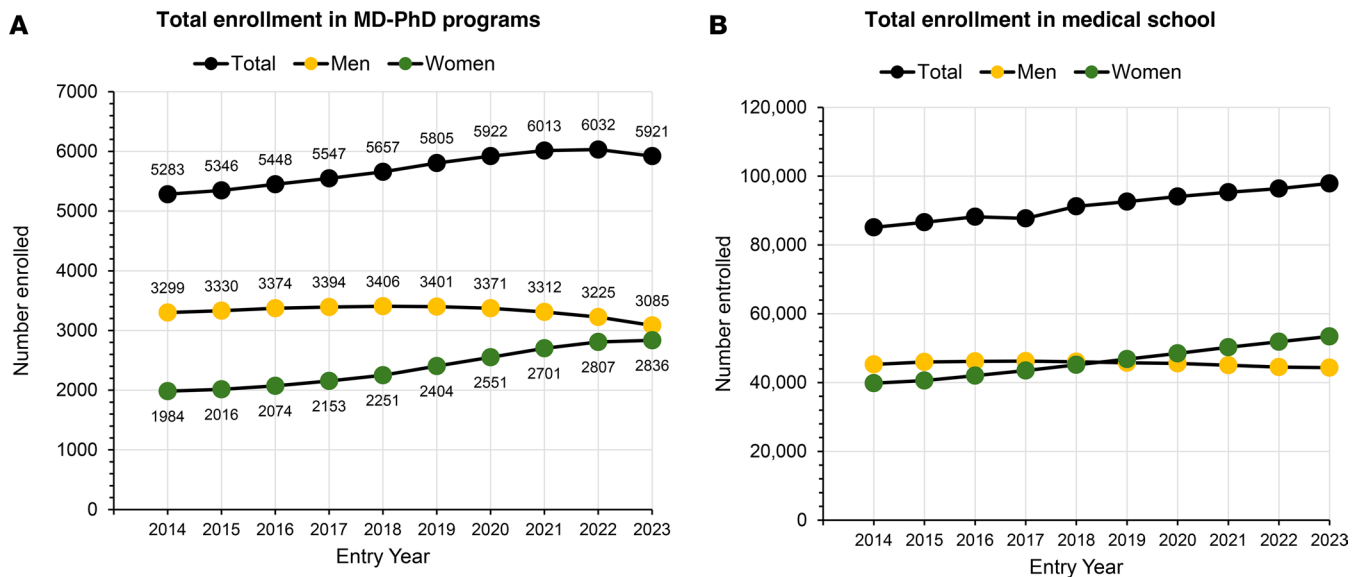 A
Total enrollment in MD-PhD programs
Total Men Women
Number enrolled
7000
6000
5000
4000
3000
2000
1000
0
5283 5346 5448 5547 5657 5805 5922 6013 6032 5921
3299 3330 3374 3394 3406 3401 3371 3312 3225 3085
1984 2016 2074 2153 2251 2404 2551 2701 2807 2836
2014 2015 2016 2017 2018 2019 2020 2021 2022 2023
Entry Year
B
Total enrollment in medical school
Total Men Women
Number entrolled
120,000
100,000
80,000
60,000
40,000
20,000
0
2014 2015 2016 2017 2018 2019 2020 2021 2022 2023
Entry Year